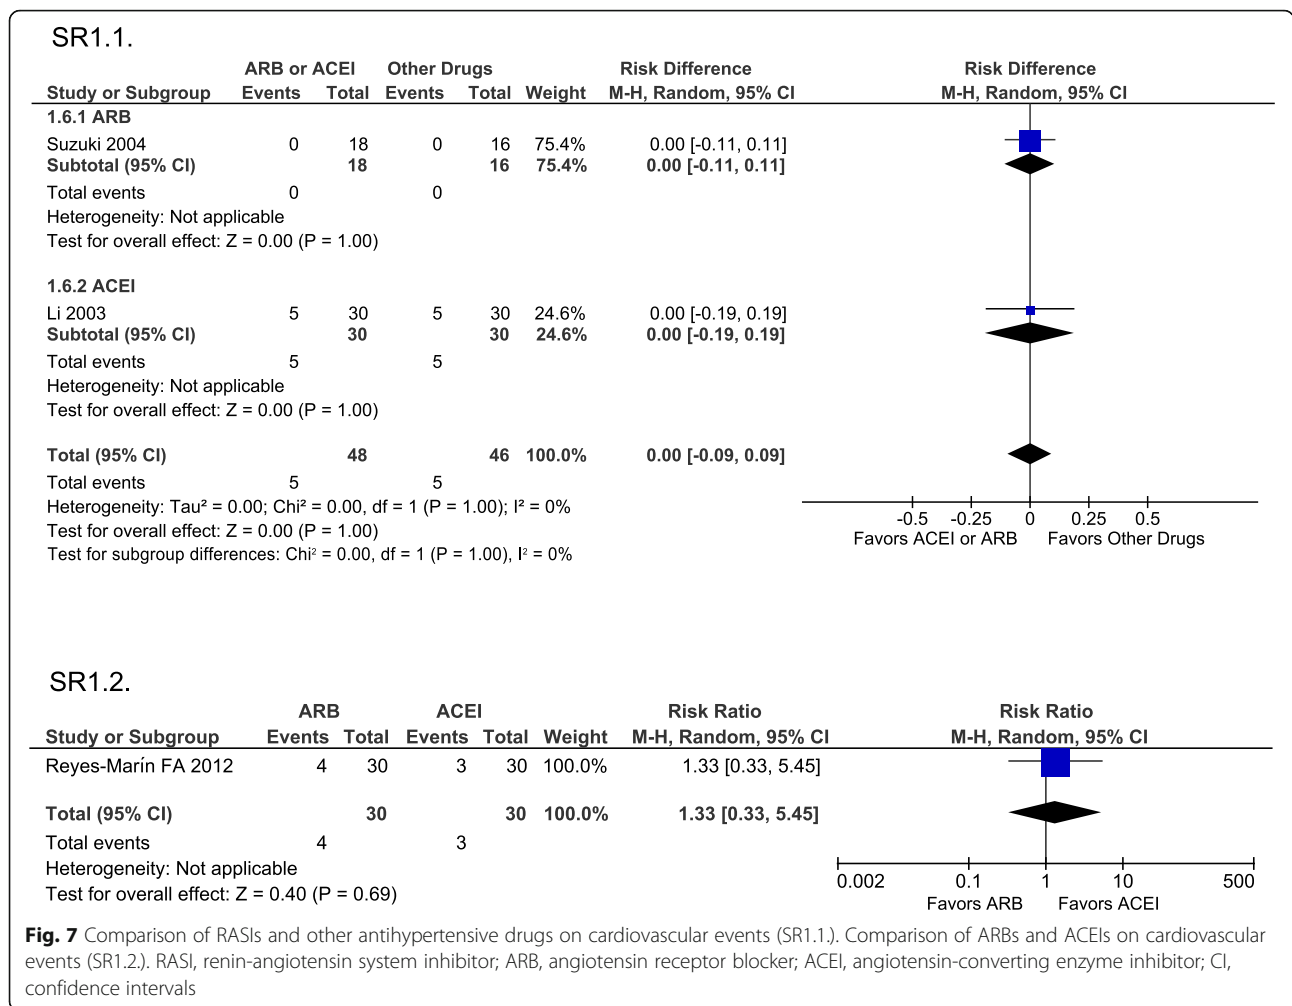 SR1.1.
ARB or ACEI Other Drugs Risk Difference Risk Difference
Study or Subgroup Events Total Events Total Weight M-H, Random, 95% CI M-H, Random, 95% CI
1.6.1 ARB
Suzuki 2004 0 18 0 16 75.4% 0.00 [-0.11, 0.11]
Subtotal (95% CI) 18 16 75.4% 0.00 [-0.11, 0.11]
Total events 0 0
Heterogeneity: Not applicable
Test for overall effect: Z = 0.00 (P = 1.00)
1.6.2 ACEI
Li 2003 5 30 5 30 24.6% 0.00 [-0.19, 0.19]
Subtotal (95% CI) 30 30 24.6% 0.00 [-0.19, 0.19]
Total events 5 5
Heterogeneity: Not applicable
Test for overall effect: Z = 0.00 (P = 1.00)
Total (95% CI) 48 46 100.0% 0.00 [-0.09, 0.09]
Total events 5 5
Heterogeneity: Tau² = 0.00; Chi² = 0.00, df = 1 (P = 1.00); I² = 0%
Test for overall effect: Z = 0.00 (P = 1.00)
Test for subgroup differences: Chi² = 0.00, df = 1 (P = 1.00), I² = 0%
-0.5 -0.25 0 0.25 0.5
Favors ACEI or ARB Favors Other Drugs
SR1.2.
ARB ACEI Risk Ratio Risk Ratio
Study or Subgroup Events Total Events Total Weight M-H, Random, 95% CI M-H, Random, 95% CI
Reyes-Marín FA 2012 4 30 3 30 100.0% 1.33 [0.33, 5.45]
Total (95% CI) 30 30 100.0% 1.33 [0.33, 5.45]
Total events 4 3
Heterogeneity: Not applicable
Test for overall effect: Z = 0.40 (P = 0.69)
0.002 0.1 1 10 500
Favors ARB Favors ACEI
Fig. 7 Comparison of RASIs and other antihypertensive drugs on cardiovascular events (SR1.1.). Comparison of ARBs and ACEIs on cardiovascular
events (SR1.2.). RASI, renin-angiotensin system inhibitor; ARB, angiotensin receptor blocker; ACEI, angiotensin-converting enzyme inhibitor; CI,
confidence intervals